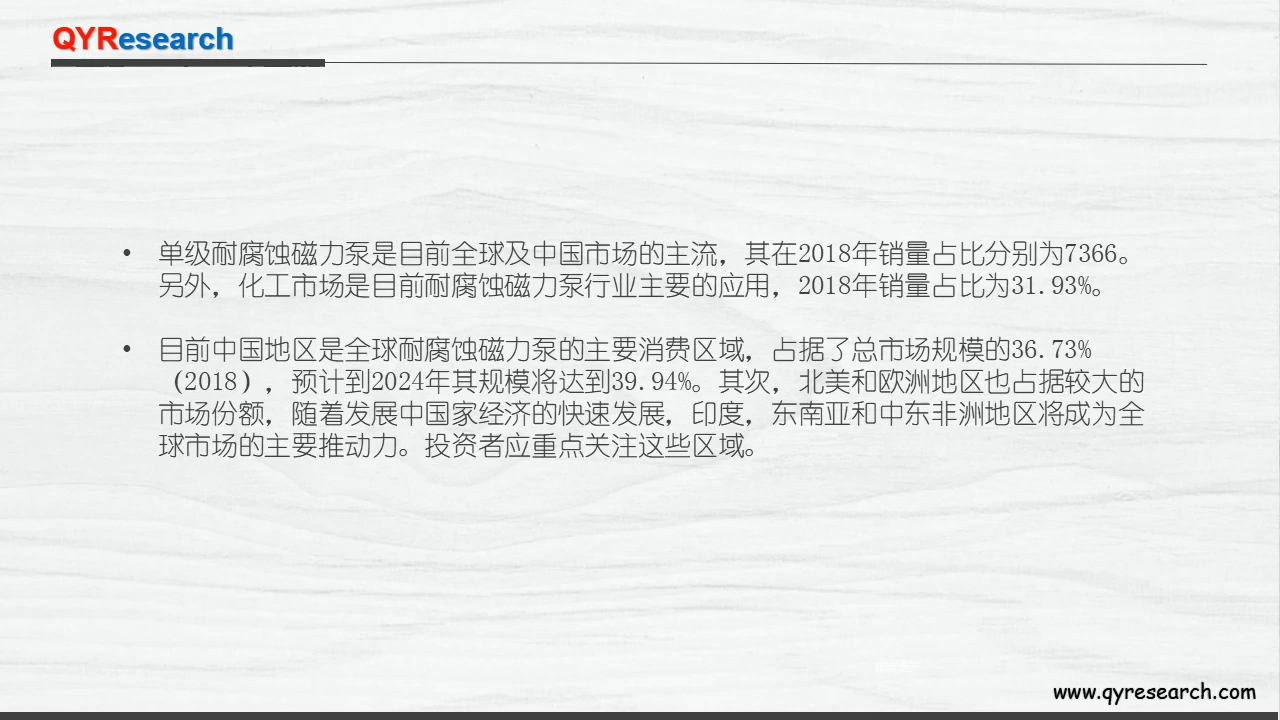 QYResearch
• 单级耐腐蚀磁力泵是目前全球及中国市场的主流，其在2018年销量占比分别为7366。
另外，化工市场是目前耐腐蚀磁力泵行业主要的应用，2018年销量占比为31.93%。
• 目前中国地区是全球耐腐蚀磁力泵的主要消费区域，占据了总市场规模的36.73%
（2018），预计到2024年其规模将达到39.94%。其次，北美和欧洲地区也占据较大的
市场份额，随着发展中国家经济的快速发展，印度，东南亚和中东非洲地区将成为全
球市场的主要推动力。投资者应重点关注这些区域。
www.qyresearch.com